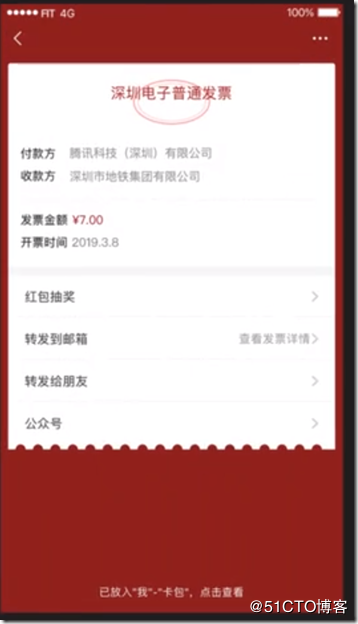 FIT 4G 100%
深圳电子普通发票
付款方 腾讯科技（深圳）有限公司
收款方 深圳市地铁集团有限公司
发票金额 ¥7.00
开票时间 2019.3.8
红包抽奖
转发到邮箱 查看发票详情
转发给朋友
公众号
已放入"我"-"卡包"，点击查看
@51CTO博客